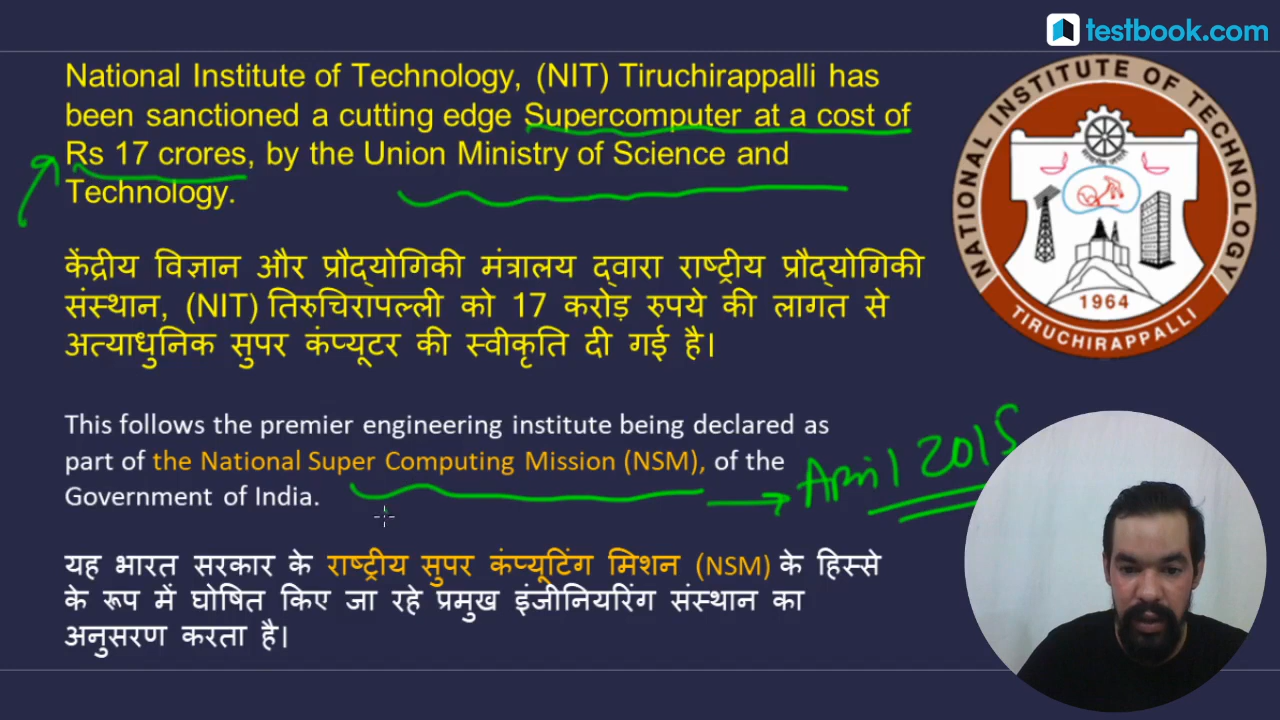 testbook.com
National Institute of Technology, (NIT) Tiruchirappalli has
been sanctioned a cutting edge Supercomputer at a cost of
Rs 17 crores, by the Union Ministry of Science and
Technology.
NATIONAL INSTITUTE OF TECHNOLOGY
1964
TIRUCHIRAPPALLI
केंद्रीय विज्ञान और प्रौद्योगिकी मंत्रालय द्वारा राष्ट्रीय प्रौद्योगिकी
संस्थान, (NIT) तिरुचिरापल्ली को 17 करोड़ रुपये की लागत से
अत्याधुनिक सुपर कंप्यूटर की स्वीकृति दी गई है।
This follows the premier engineering institute being declared as
part of the National Super Computing Mission (NSM), of the
Government of India.
April 2015
यह भारत सरकार के राष्ट्रीय सुपर कंप्यूटिंग मिशन (NSM) के हिस्से
के रूप में घोषित किए जा रहे प्रमुख इंजीनियरिंग संस्थान का
अनुसरण करता है।